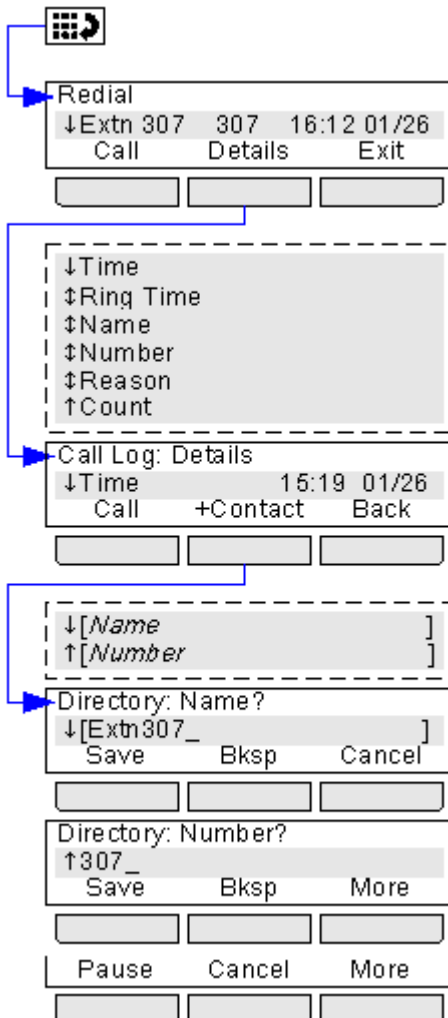 Redial
↓Extn 307 307 16:12 01/26
Call Details Exit
↓Time
↕Ring Time
↕Name
↕Number
↕Reason
↑Count
Call Log: Details
↓Time 15:19 01/26
Call +Contact Back
↓[Name ]
↑[Number ]
Directory: Name?
↓[Extn307_ ]
Save Bksp Cancel
Directory: Number?
↑307_
Save Bksp More
Pause Cancel More